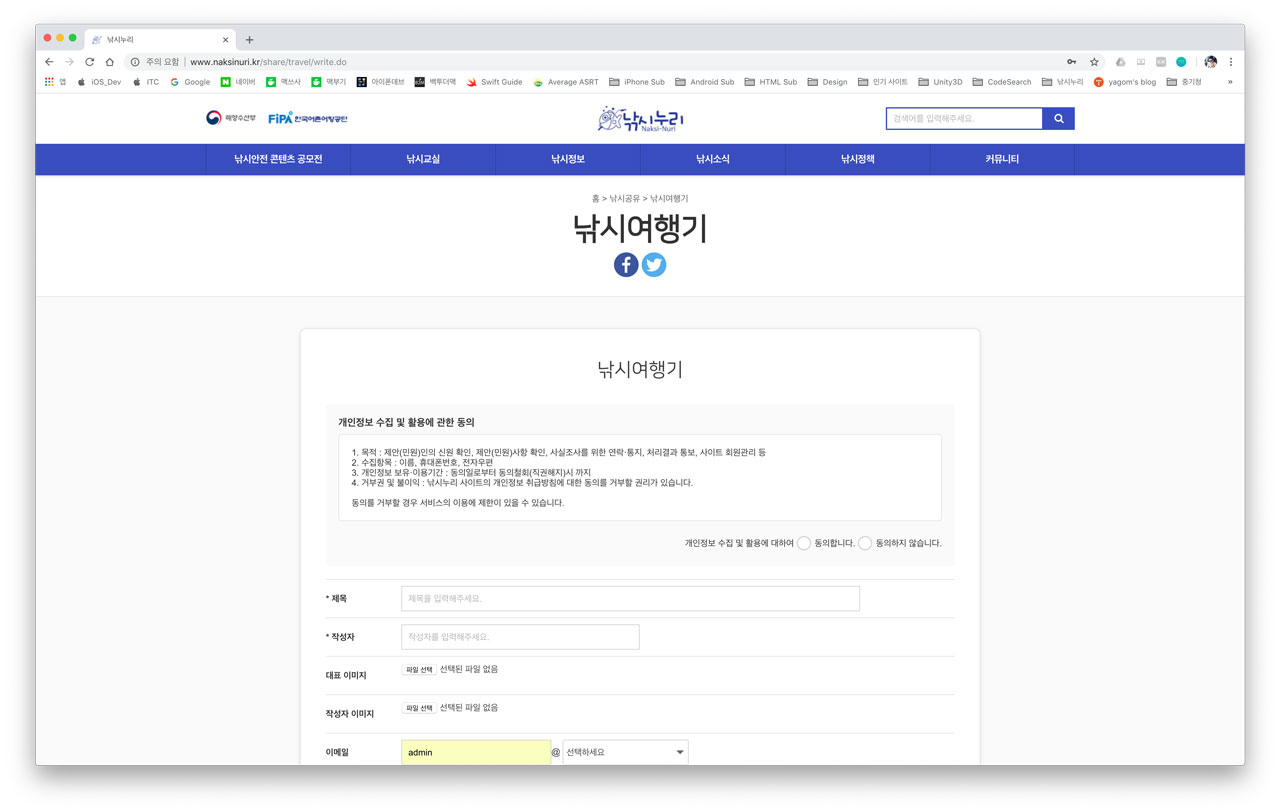 낚시누리
주의 요함 | www.naksinuri.kr/share/travel/write.do
앱 iOS_Dev ITC Google 네이버 맥쓰사 맥부기 아이폰데브 백투더맥 Swift Guide Average ASRT iPhone Sub Android Sub HTML Sub Design 인기 사이트 Unity3D CodeSearch 낚시누리 yagom's blog 중기청 »
해양수산부 FiPA 한국어촌어항공단 낚시누리 Naksi-Nuri 검색어를 입력해주세요.
낚시안전 콘텐츠 공모전 낚시교실 낚시정보 낚시소식 낚시정책 커뮤니티
홈 > 낚시공유 > 낚시여행기
낚시여행기
낚시여행기
개인정보 수집 및 활용에 관한 동의
1. 목적 : 제안(민원)인의 신원 확인, 제안(민원)사항 확인, 사실조사를 위한 연락·통지, 처리결과 통보, 사이트 회원관리 등
2. 수집항목 : 이름, 휴대폰번호, 전자우편
3. 개인정보 보유·이용기간 : 동의일로부터 동의철회(직권해지)시 까지
4. 거부권 및 불이익 : 낚시누리 사이트의 개인정보 취급방침에 대한 동의를 거부할 권리가 있습니다.
동의를 거부할 경우 서비스의 이용에 제한이 있을 수 있습니다.
개인정보 수집 및 활용에 대하여 동의합니다. 동의하지 않습니다.
* 제목 제목을 입력해주세요.
* 작성자 작성자를 입력해주세요.
대표 이미지 파일 선택 선택된 파일 없음
작성자 이미지 파일 선택 선택된 파일 없음
이메일 admin @ 선택하세요